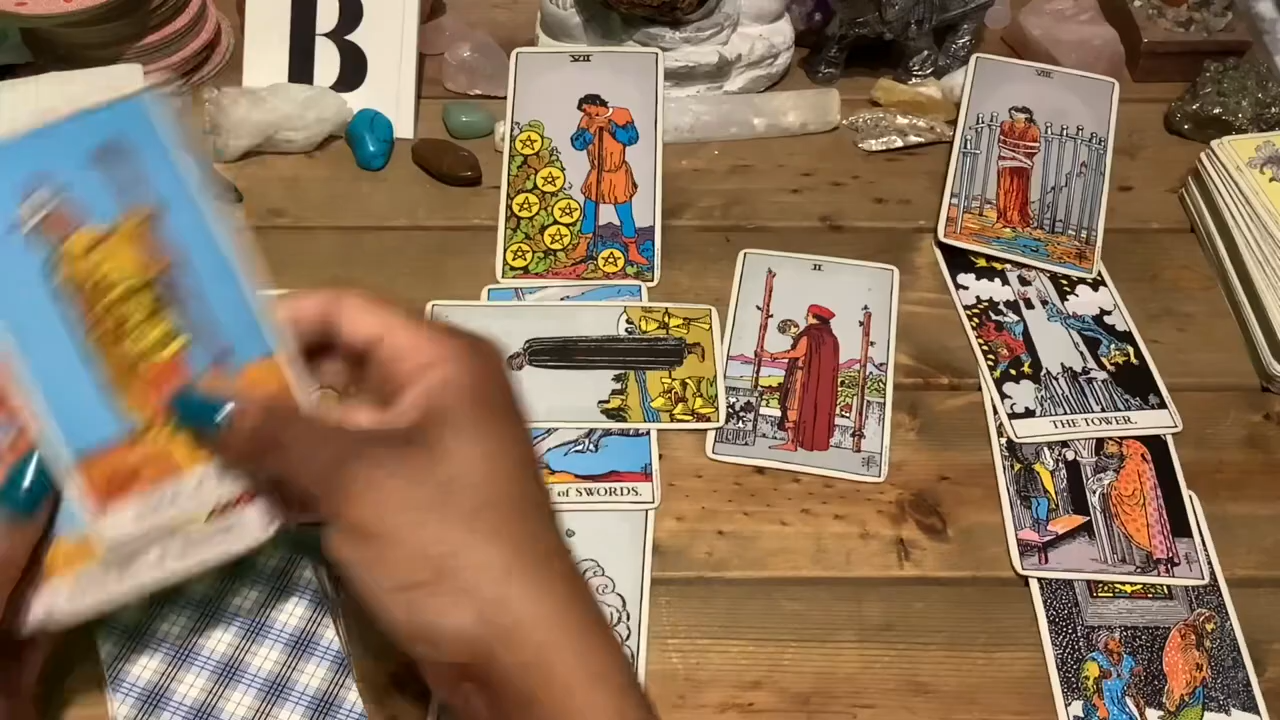 B
VII
VIII
II
THE TOWER.
of SWORDS.